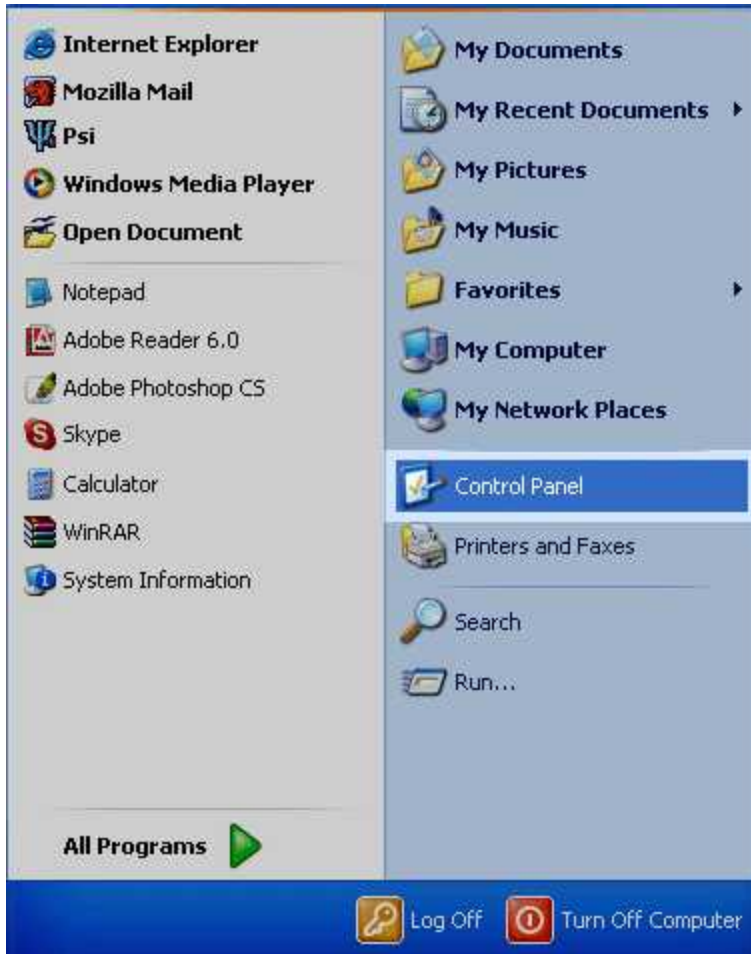 Internet Explorer
Mozilla Mail
Psi
Windows Media Player
Open Document
Notepad
Adobe Reader 6.0
Adobe Photoshop CS
Skype
Calculator
WinRAR
System Information
All Programs
My Documents
My Recent Documents
My Pictures
My Music
Favorites
My Computer
My Network Places
Control Panel
Printers and Faxes
Search
Run...
Log Off
Turn Off Computer